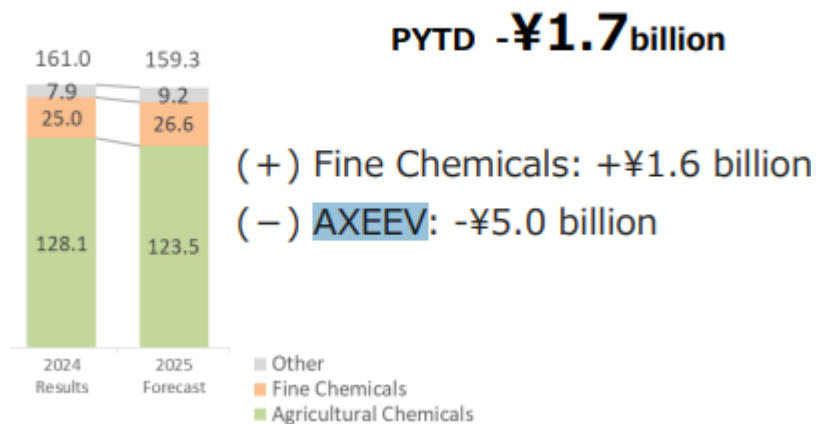 PYTD -¥1.7billion
161.0 159.3
7.9 9.2
25.0 26.6
(+) Fine Chemicals: +¥1.6 billion
(−) AXEEV: -¥5.0 billion
128.1 123.5
2024 2025
Results Forecast
Other
Fine Chemicals
Agricultural Chemicals